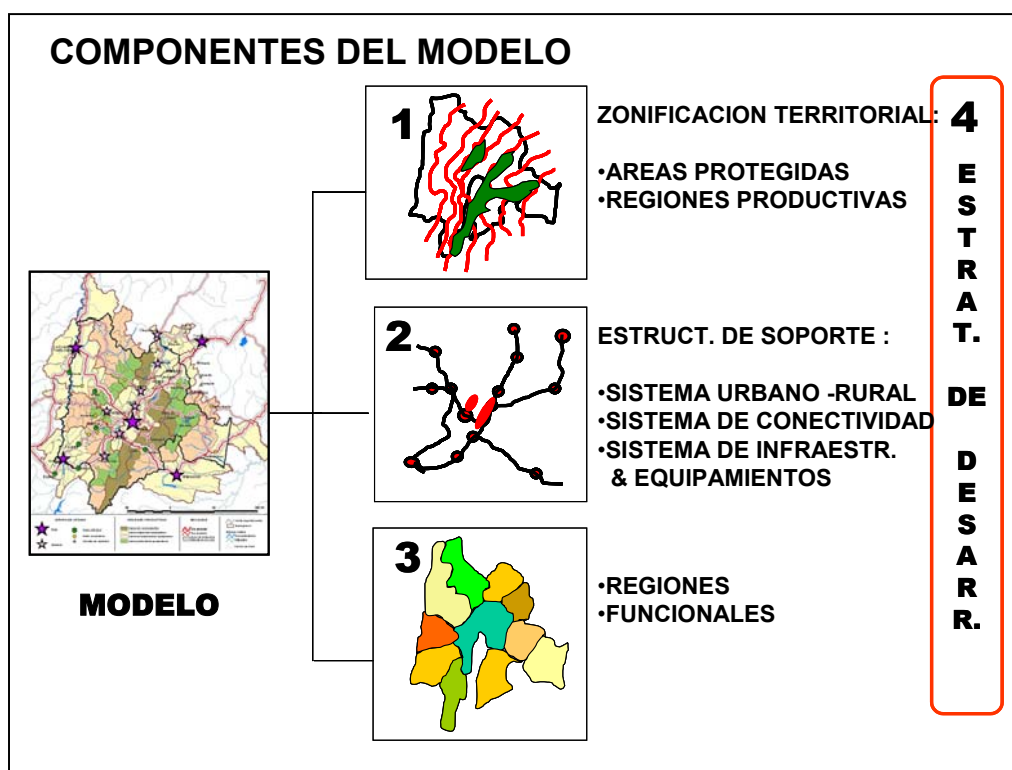 COMPONENTES DEL MODELO
1
ZONIFICACION TERRITORIAL:
•AREAS PROTEGIDAS
•REGIONES PRODUCTIVAS
2
ESTRUCT. DE SOPORTE :
•SISTEMA URBANO -RURAL
•SISTEMA DE CONECTIVIDAD
•SISTEMA DE INFRAESTR.
& EQUIPAMIENTOS
3
•REGIONES
•FUNCIONALES
MODELO
4
E
S
T
R
A
T.
DE
D
E
S
A
R
R.